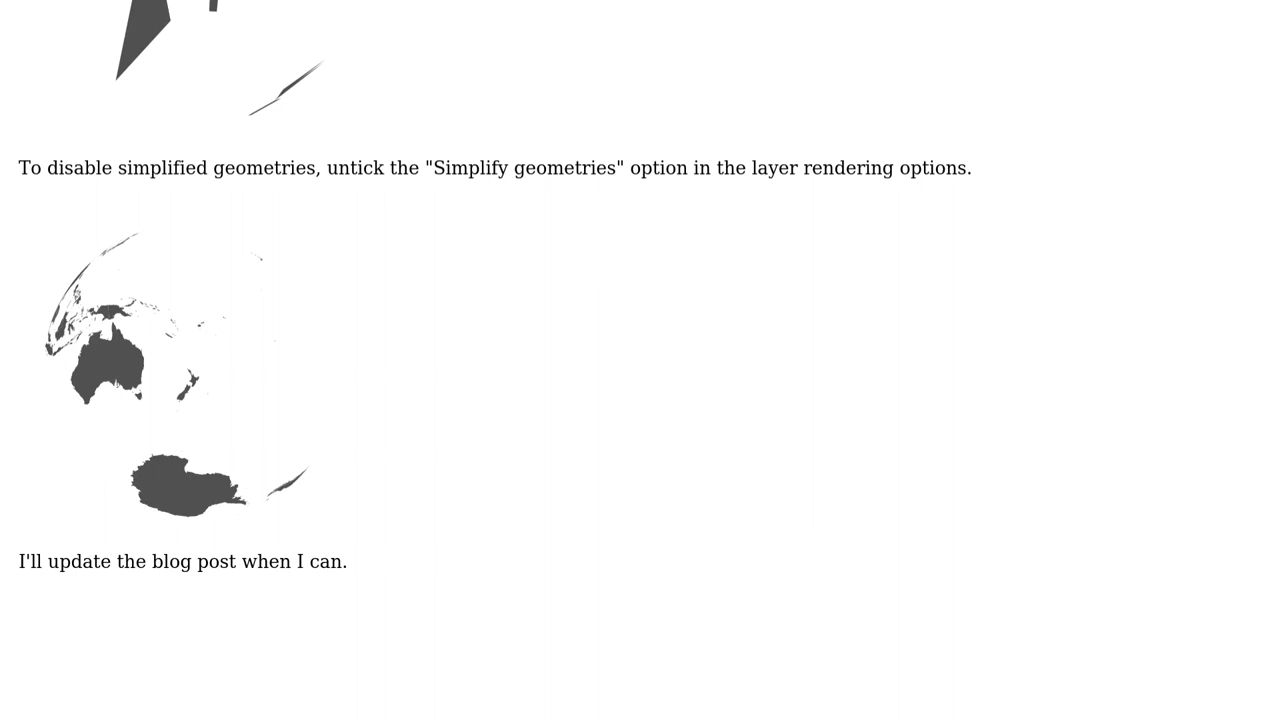 To disable simplified geometries, untick the "Simplify geometries" option in the layer rendering options.
I'll update the blog post when I can.